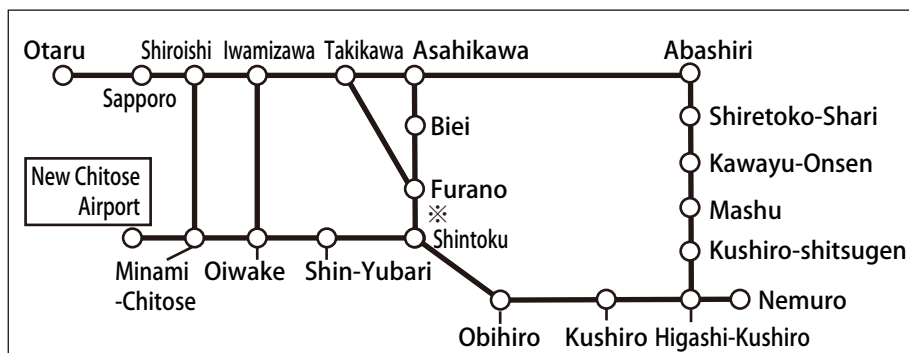 Otaru
Shiroishi
Iwamizawa
Takikawa
Asahikawa
Abashiri
Sapporo
Biei
Shiretoko-Shari
Kawayu-Onsen
New Chitose
Airport
Furano
※
Mashu
Shintoku
Kushiro-shitsugen
Minami
-Chitose
Oiwake
Shin-Yubari
Nemuro
Obihiro
Kushiro
Higashi-Kushiro